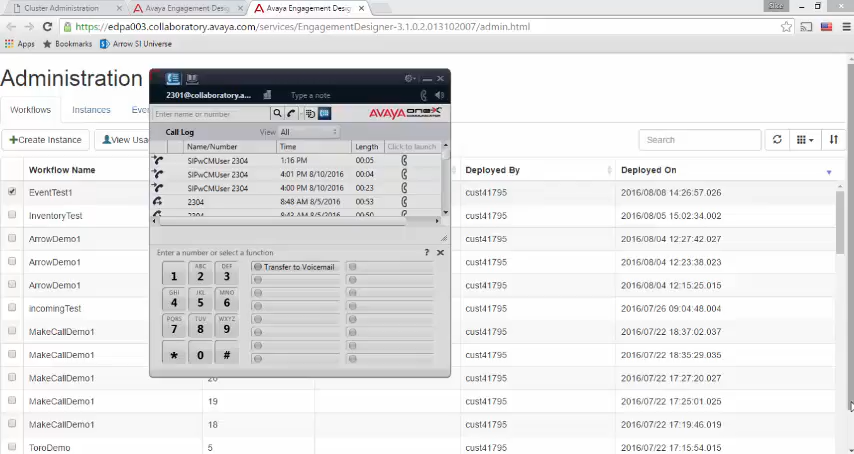 Cluster Administration
Avaya Engagement Desig
Avaya Engagement Desig
https://edpa003.collaboratory.avaya.com/services/EngagementDesigner-3.1.0.2.013102007/admin.html
Apps
Bookmarks
Arrow SI Universe
Administration
2301@collaboratory.a...
Type a note
Enter name or number
AVAYA one-X
COMMUNICATOR
Workflows
Instances
Call Log
View
All
Create Instance
View Usa
Search
Name/Number
Time
Length
Click to launch
Workflow Name
Deployed By
Deployed On
SIPwCMUser 2304 1:16 PM 00:05
SIPwCMUser 2304 4:01 PM 8/10/2016 00:04
SIPwCMUser 2304 4:00 PM 8/10/2016 00:23
2304 8:48 AM 8/5/2016 00:53
2304 8:43 AM 8/5/2016 00:50
EventTest1 cust41795 2016/08/08 14:26:57.026
InventoryTest cust41795 2016/08/05 15:02:34.002
ArrowDemo1 cust41795 2016/08/04 12:27:42.027
Enter a number or select a function
?
ArrowDemo1 cust41795 2016/08/04 12:23:38.023
Transfer to Voicemail
1
ABC
2
DEF
3
ArrowDemo1 cust41795 2016/08/04 12:15:25.015
GHI
4
JKL
5
MNO
6
incomingTest cust41795 2016/07/26 09:04:48.004
PQRS
7
TUV
8
WXYZ
9
MakeCallDemo1 cust41795 2016/07/22 18:37:02.037
*
0
#
MakeCallDemo1 cust41795 2016/07/22 18:29:35.029
MakeCallDemo1 20 cust41795 2016/07/22 17:27:20.027
MakeCallDemo1 19 cust41795 2016/07/22 17:25:01.025
MakeCallDemo1 18 cust41795 2016/07/22 17:19:46.019
ToroDemo 5 cust41795 2016/07/22 17:15:54.015